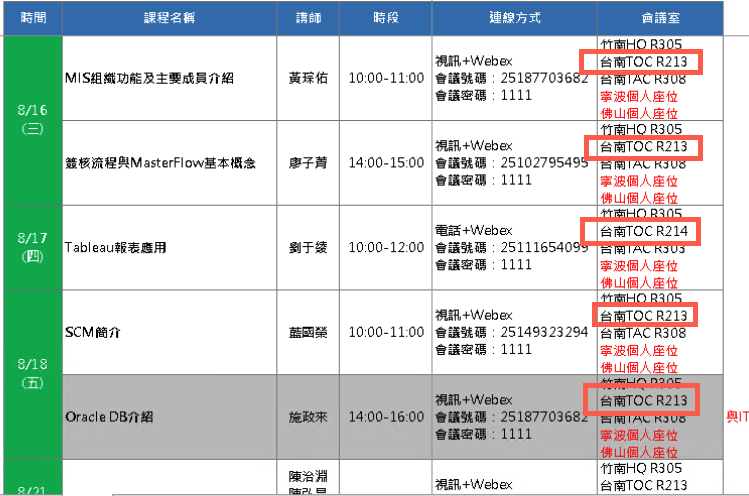 時間 課程名稱 講師 時段 連線方式 會議室
8/16
(三)
MIS組織功能及主要成員介紹 黃琮佑 10:00-11:00
視訊+Webex
會議號碼：25187703682
會議密碼：1111
竹南HQ R305
台南TOC R213
台南TAC R308
寧波個人座位
佛山個人座位
簽核流程與MasterFlow基本概念 廖子菁 14:00-15:00
視訊+Webex
會議號碼：25102795495
會議密碼：1111
竹南HQ R305
台南TOC R213
台南TAC R308
寧波個人座位
佛山個人座位
8/17
(四)
Tableau報表應用 劉于綾 10:00-12:00
電話+Webex
會議號碼：25111654099
會議密碼：1111
竹南HQ R305
台南TOC R214
台南TAC R303
寧波個人座位
佛山個人座位
8/18
(五)
SCM簡介 藍國榮 10:00-11:00
視訊+Webex
會議號碼：25149323294
會議密碼：1111
竹南HQ R305
台南TOC R213
台南TAC R308
寧波個人座位
佛山個人座位
Oracle DB介紹 施政來 14:00-16:00
視訊+Webex
會議號碼：25187703682
會議密碼：1111
竹南HQ R305
台南TOC R213
台南TAC R308
寧波個人座位
佛山個人座位
與IT
8/21
陳治淵
視訊+Webex
竹南HQ R305
台南TOC R213